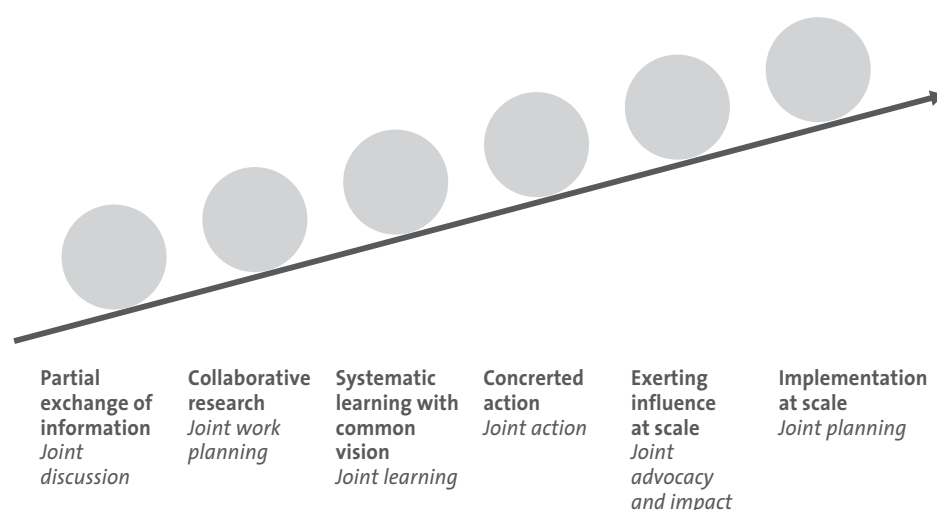 Partial
exchange of
information
Joint
discussion
Collaborative
research
Joint work
planning
Systematic
learning with
common
vision
Joint learning
Concrerted
action
Joint action
Exerting
influence
at scale
Joint
advocacy
and impact
Implementation
at scale
Joint planning